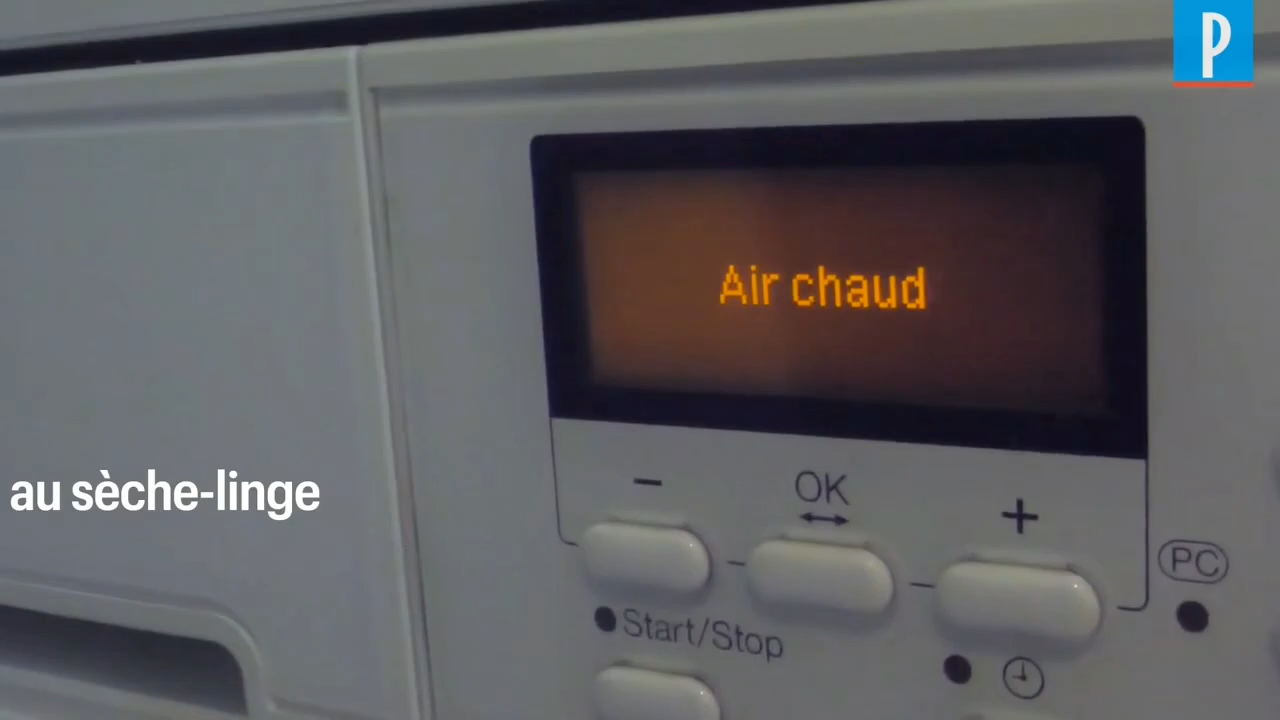 P
Air chaud
au sèche-linge
− OK +
PC
Start/Stop